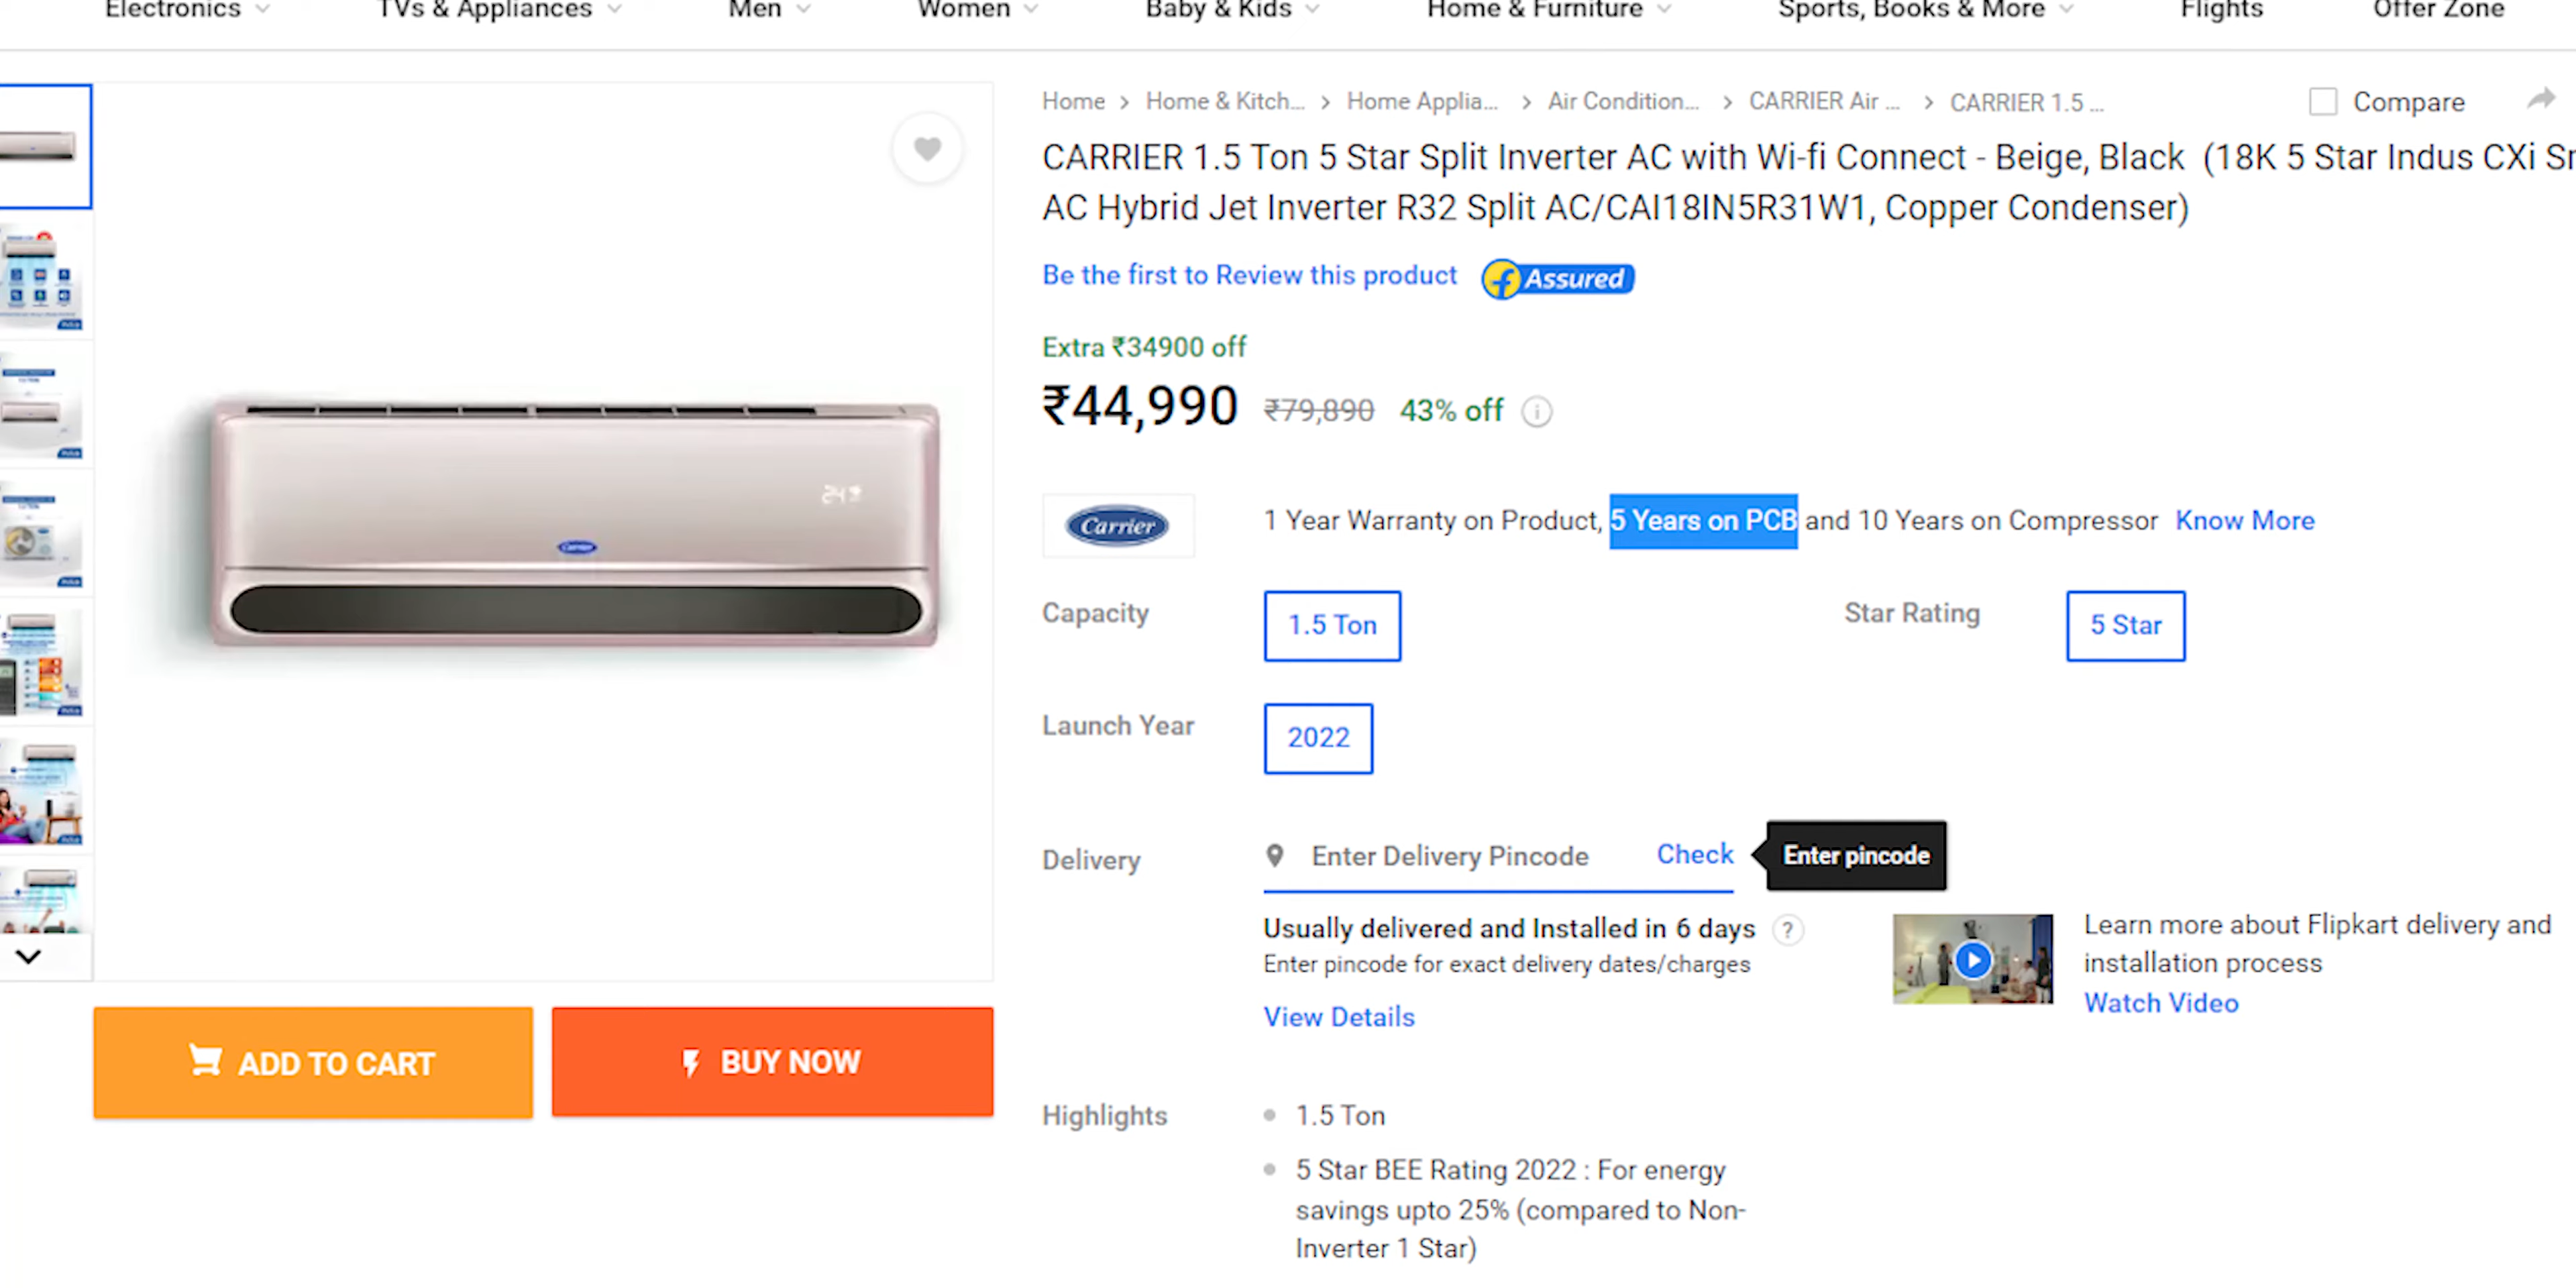 Electronics
TVs & Appliances
Men
Women
Baby & Kids
Home & Furniture
Sports, Books & More
Flights
Offer Zone
Home > Home & Kitch... > Home Applia... > Air Condition... > CARRIER Air ... > CARRIER 1.5 ...
Compare
CARRIER 1.5 Ton 5 Star Split Inverter AC with Wi-fi Connect - Beige, Black (18K 5 Star Indus CXi
AC Hybrid Jet Inverter R32 Split AC/CAI18IN5R31W1, Copper Condenser)
Be the first to Review this product
Assured
Extra ₹34900 off
₹44,990 ₹79,890 43% off
24
Carrier
Carrier
1 Year Warranty on Product, 5 Years on PCB and 10 Years on Compressor Know More
Capacity
1.5 Ton
Star Rating
5 Star
Launch Year
2022
Delivery
Enter Delivery Pincode
Check
Enter pincode
Usually delivered and Installed in 6 days ?
Enter pincode for exact delivery dates/charges
View Details
Learn more about Flipkart delivery and
installation process
Watch Video
ADD TO CART
BUY NOW
Highlights
1.5 Ton
5 Star BEE Rating 2022 : For energy
savings upto 25% (compared to Non-
Inverter 1 Star)